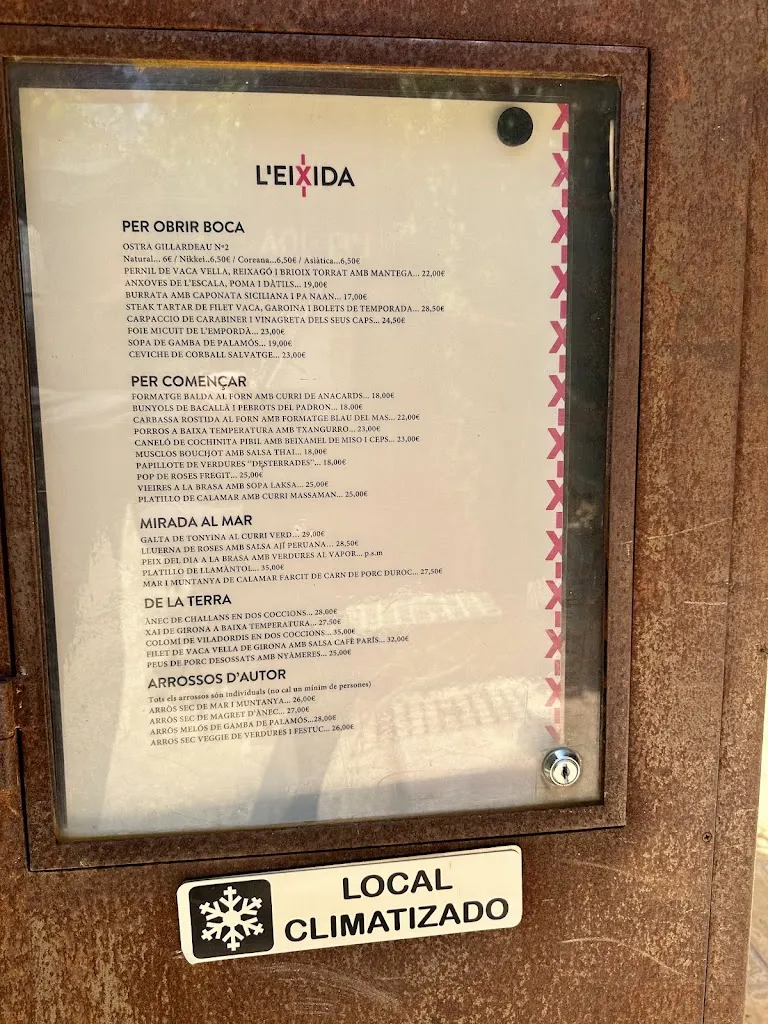 L'EIXIDA
PER OBRIR BOCA
OSTRA GILLARDEAU Nº2
Natural... 6€ / Nikkei..6,50€ / Coreana...6,50€ / Asiàtica...6,50€
PERNIL DE VACA VELLA, REIXAGÓ I BRIOIX TORRAT AMB MANTEGA... 22,00€
ANXOVES DE L'ESCALA, POMA I DÀTILS... 19,00€
BURRATA AMB CAPONATA SICILIANA I PA NAAN... 17,00€
STEAK TARTAR DE FILET VACA, GAROINA I BOLETS DE TEMPORADA... 28,50€
CARPACCIO DE CARABINER I VINAGRETA DELS SEUS CAPS... 24,50€
FOIE MICUIT DE L'EMPORDÀ... 23,00€
SOPA DE GAMBA DE PALAMÓS... 19,00€
CEVICHE DE CORBALL SALVATGE... 23,00€
PER COMENÇAR
FORMATGE BALDA AL FORN AMB CURRI DE ANACARDS... 18,00€
BUNYOLS DE BACALLÀ I PEBROTS DEL PADRON... 18,00€
CARBASSA ROSTIDA AL FORN AMB FORMATGE BLAU DEL MAS... 22,00€
PORROS A BAIXA TEMPERATURA AMB TXANGURRO... 23,00€
CANELÓ DE COCHINITA PIBIL AMB BEIXAMEL DE MISO I CEPS... 23,00€
MUSCLOS BOUCHOT AMB SALSA THAI... 18,00€
PAPILLOTE DE VERDURES "DESTERRADES"... 18,00€
POP DE ROSES FREGIT... 25,00€
VIEIRES A LA BRASA AMB SOPA LAKSA... 25,00€
PLATILLO DE CALAMAR AMB CURRI MASSAMAN... 25,00€
MIRADA AL MAR
GALTA DE TONYINA AL CURRI VERD... 29,00€
LLUERNA DE ROSES AMB SALSA AJÍ PERUANA... 28,50€
PEIX DEL DIA A LA BRASA AMB VERDURES AL VAPOR... p.s.m
PLATILLO DE LLAMÀNTOL... 35,00€
MAR I MUNTANYA DE CALAMAR FARCIT DE CARN DE PORC DUROC... 27,50€
DE LA TERRA
ÀNEC DE CHALLANS EN DOS COCCIONS... 28,00€
XAI DE GIRONA A BAIXA TEMPERATURA... 27,50€
COLOMÍ DE VILADORDIS EN DOS COCCIONS... 35,00€
FILET DE VACA VELLA DE GIRONA AMB SALSA CAFÈ PARÍS... 32,00€
PEUS DE PORC DESOSSATS AMB NYÀMERES... 25,00€
ARROSSOS D'AUTOR
Tots els arrossos són individuals (no cal un mínim de persones)
ARRÒS SEC DE MAR I MUNTANYA... 26,00€
ARRÒS SEC DE MAGRET D'ÀNEC... 27,00€
ARRÒS MELÓS DE GAMBA DE PALAMÓS...28,00€
ARROS SEC VEGGIE DE VERDURES I FESTUC... 26,00€
LOCAL
CLIMATIZADO